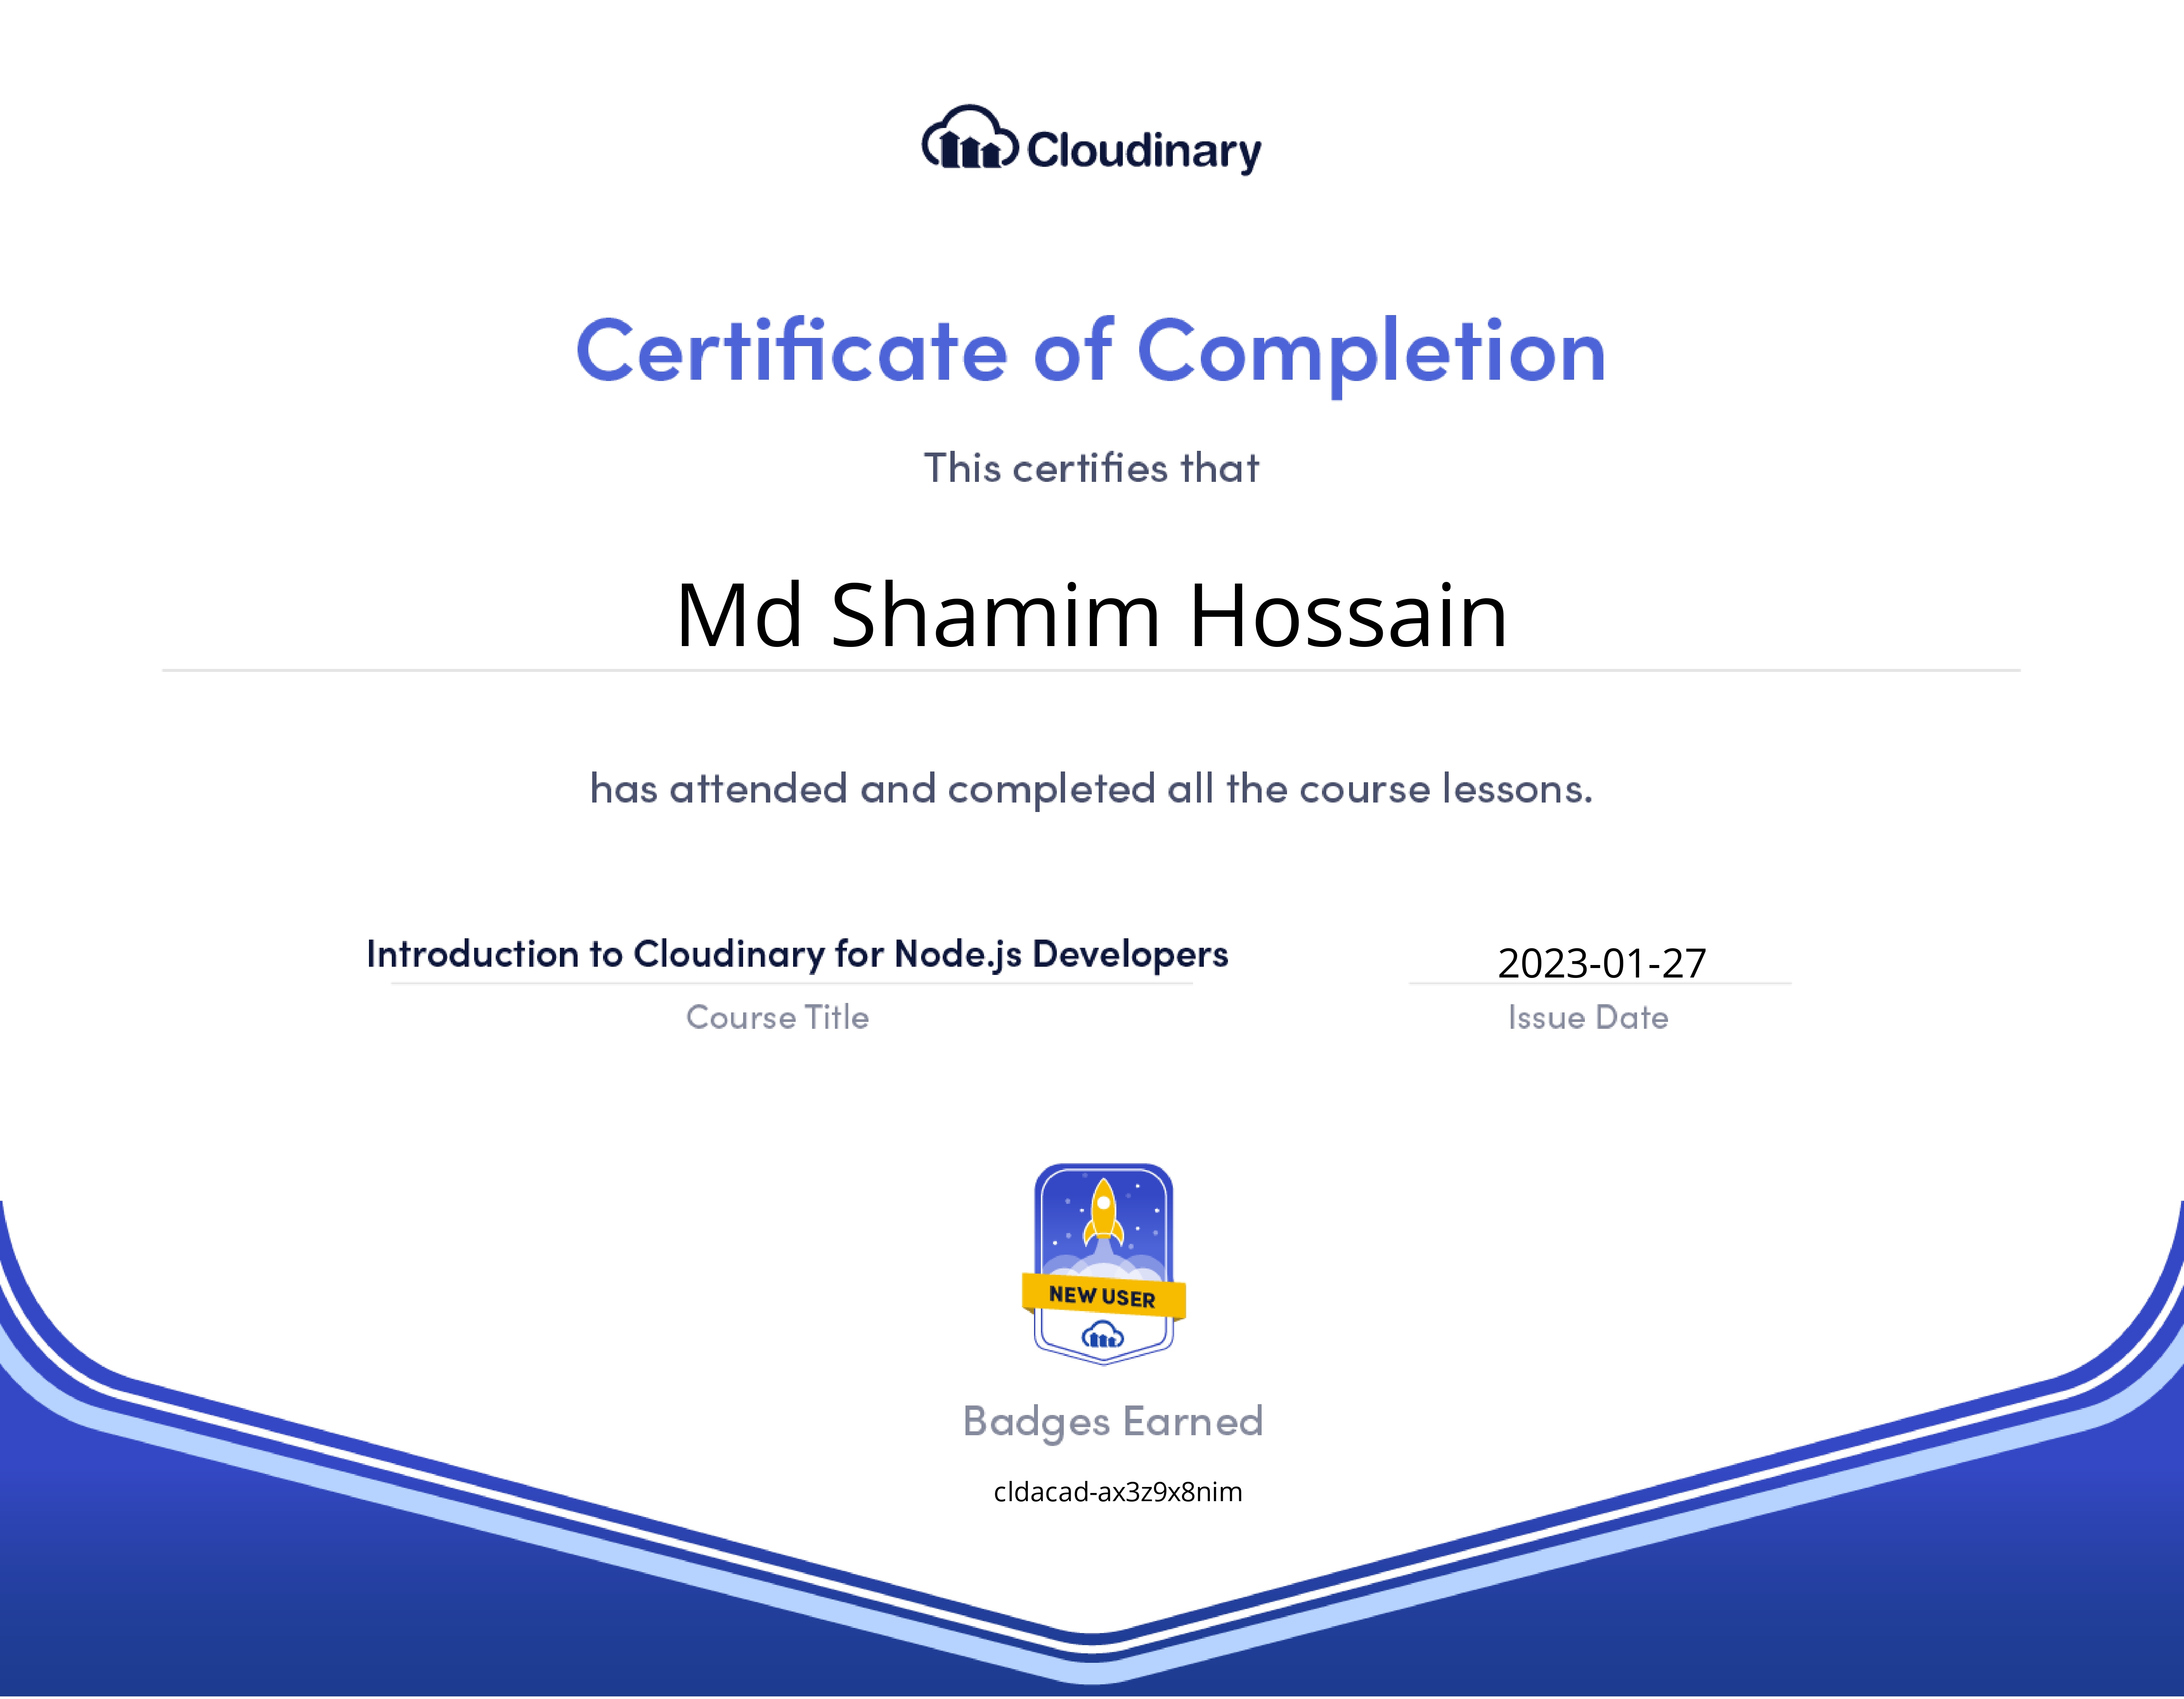 Cloudinary
Certificate of Completion
This certifies that
Md Shamim Hossain
has attended and completed all the course lessons.
Introduction to Cloudinary for Node.js Developers
Course Title
2023-01-27
Issue Date
NEW USER
Badges Earned
cldacad-ax3z9x8nim